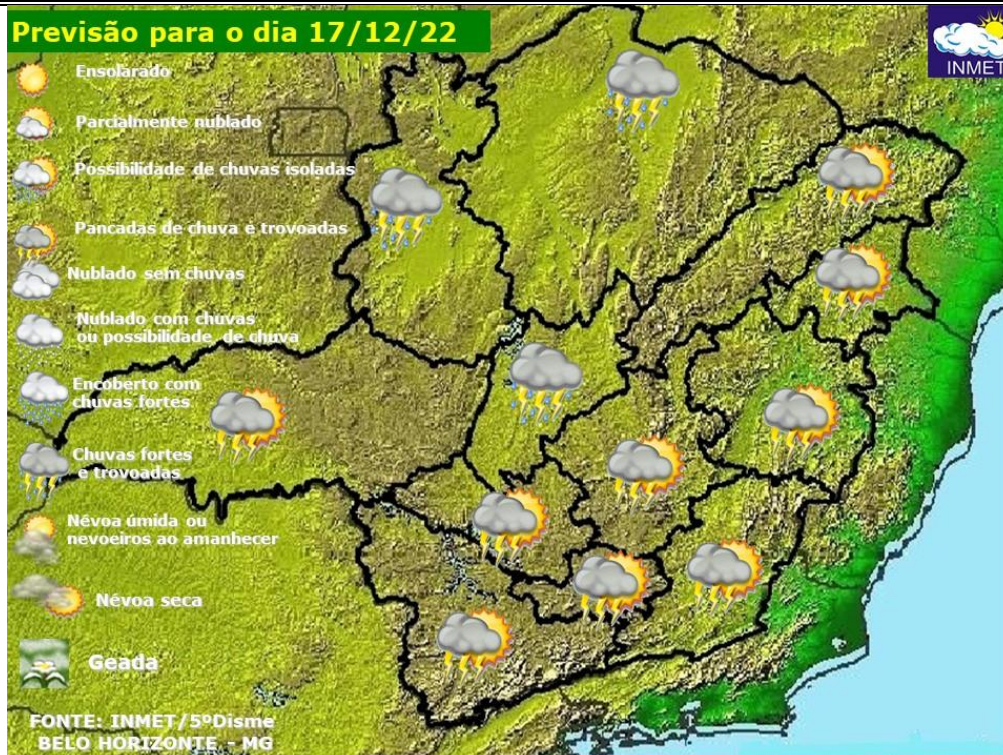 Previsão para o dia 17/12/22
INMET
Ensolarado
Parcialmente nublado
Possibilidade de chuvas isoladas
Pancadas de chuva e trovoadas
Nublado sem chuvas
Nublado com chuvas
ou possibilidade de chuva
Encoberto com
chuvas fortes
Chuvas fortes
e trovoadas
Névoa úmida ou
nevoeiros ao amanhecer
Névoa seca
Geada
FONTE: INMET/5ºDisme
BELO HORIZONTE - MG